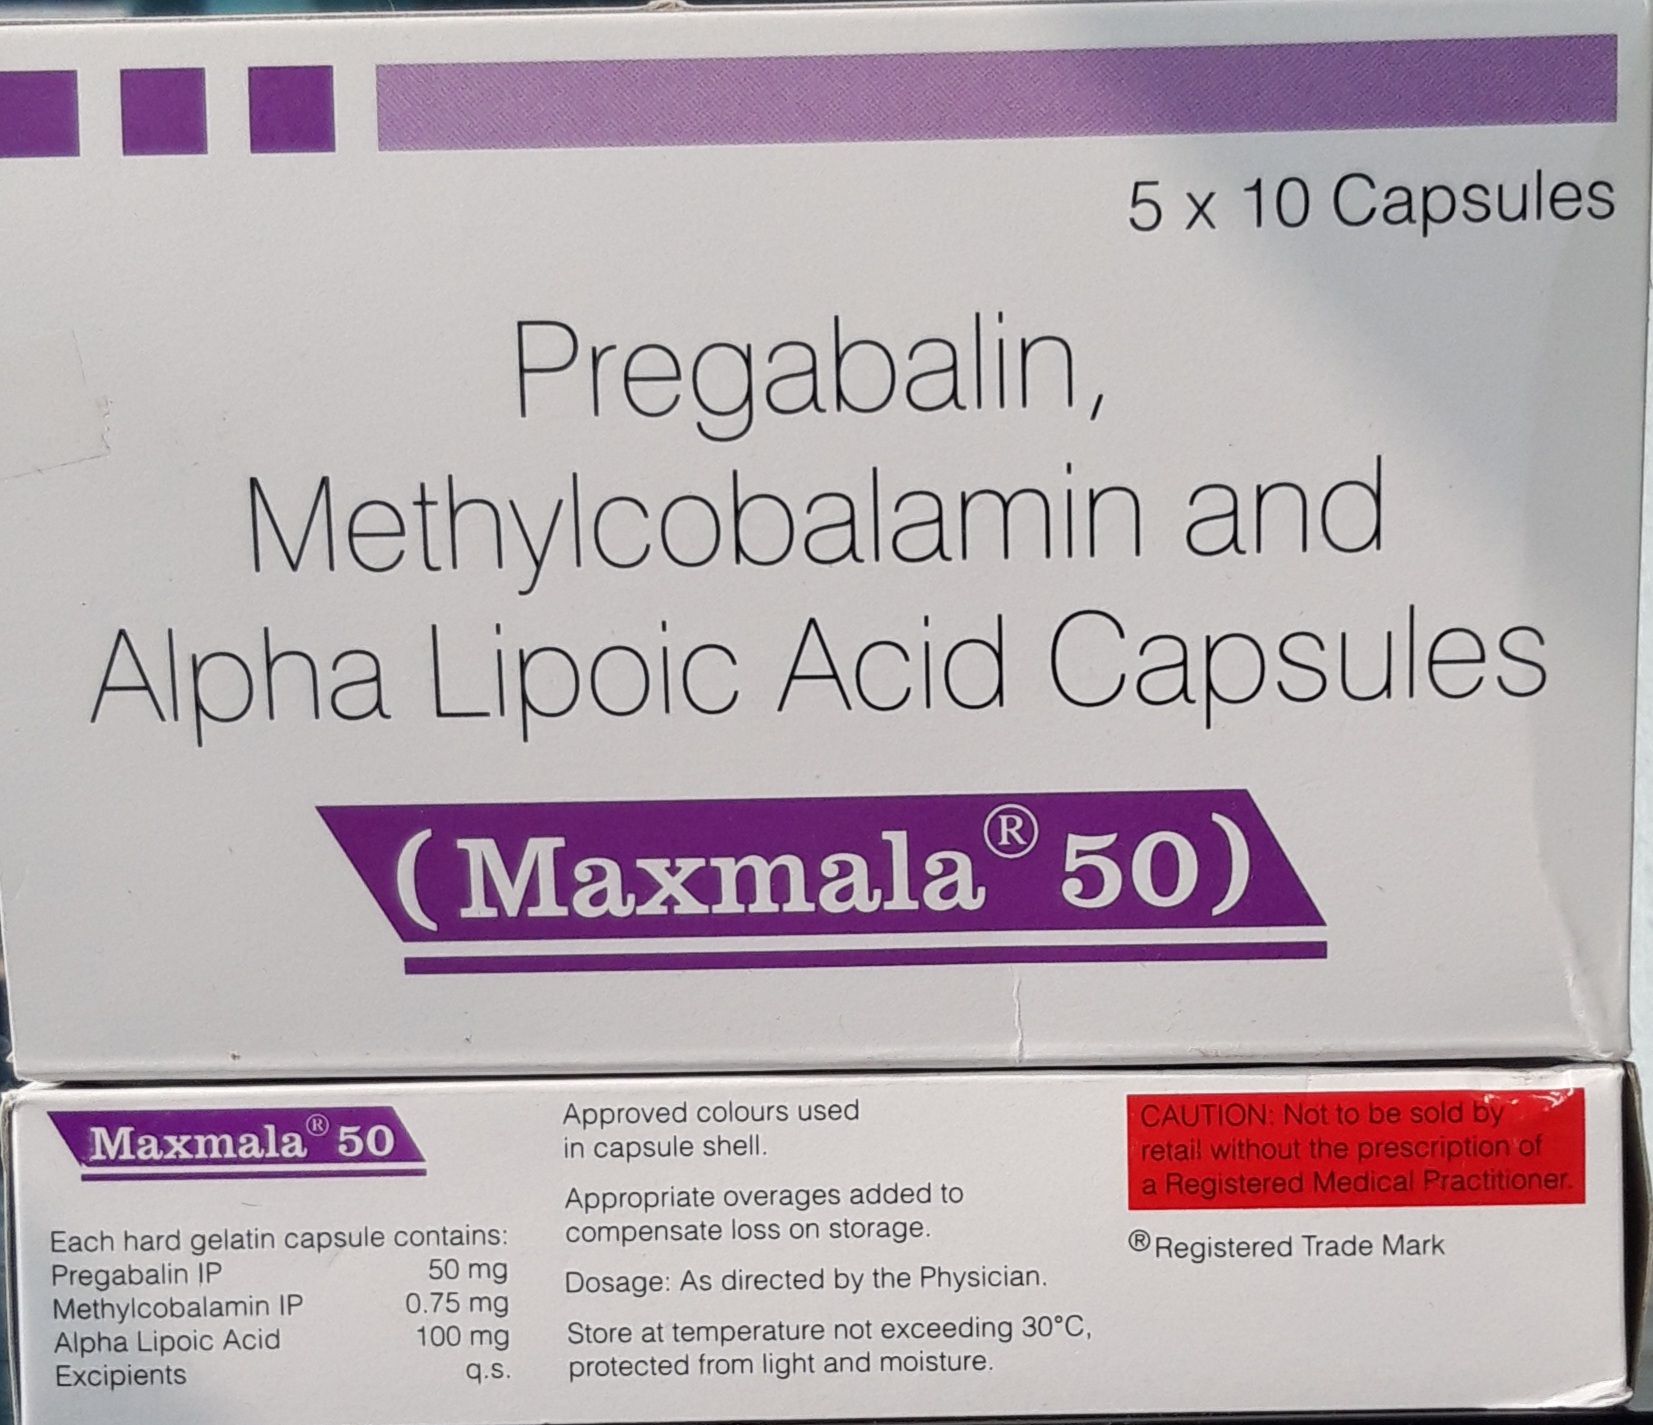 5 x 10 Capsules
Pregabalin,
Methylcobalamin and
Alpha Lipoic Acid Capsules
(Maxmala® 50)
Maxmala® 50
Each hard gelatin capsule contains:
Pregabalin IP 50 mg
Methylcobalamin IP 0.75 mg
Alpha Lipoic Acid 100 mg
Excipients q.s.
Approved colours used
in capsule shell.
Appropriate overages added to
compensate loss on storage.
Dosage: As directed by the Physician.
Store at temperature not exceeding 30°C,
protected from light and moisture.
CAUTION: Not to be sold by
retail without the prescription of
a Registered Medical Practitioner.
® Registered Trade Mark